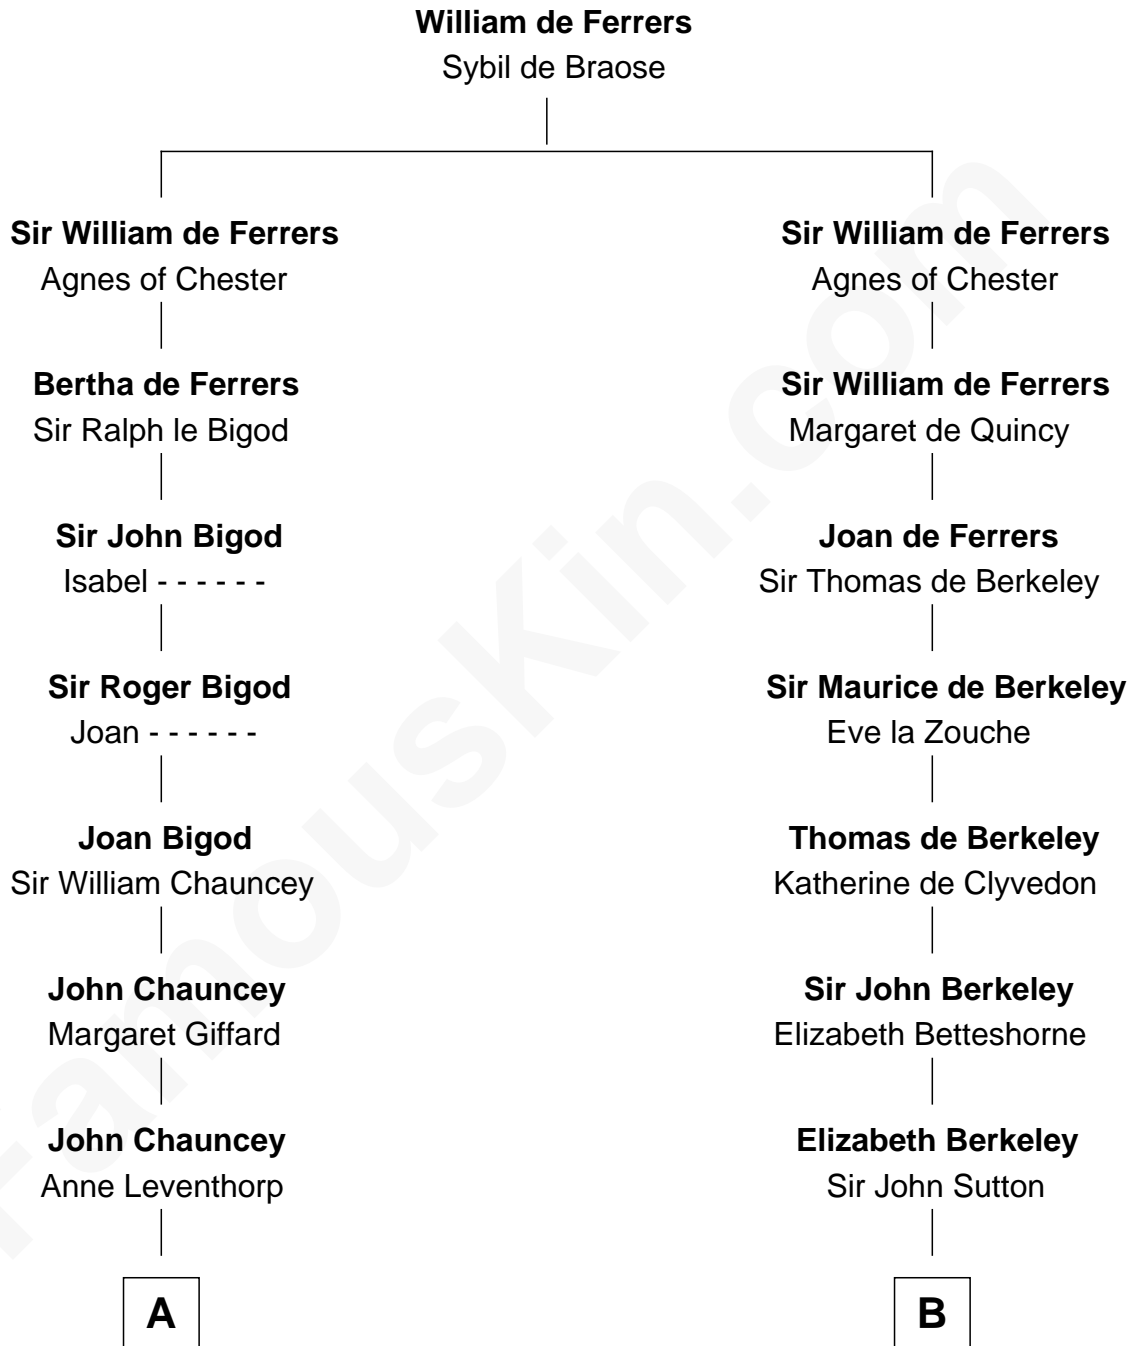 William de Ferrers
Sybil de Braose
Sir William de Ferrers
Agnes of Chester
Bertha de Ferrers
Sir Ralph le Bigod
Sir John Bigod
Isabel - - - - - -
Sir Roger Bigod
Joan - - - - - -
Joan Bigod
Sir William Chauncey
John Chauncey
Margaret Giffard
John Chauncey
Anne Leventhorp
A
Sir William de Ferrers
Agnes of Chester
Sir William de Ferrers
Margaret de Quincy
Joan de Ferrers
Sir Thomas de Berkeley
Sir Maurice de Berkeley
Eve la Zouche
Thomas de Berkeley
Katherine de Clyvedon
Sir John Berkeley
Elizabeth Betteshorne
Elizabeth Berkeley
Sir John Sutton
B
FamousKin.com